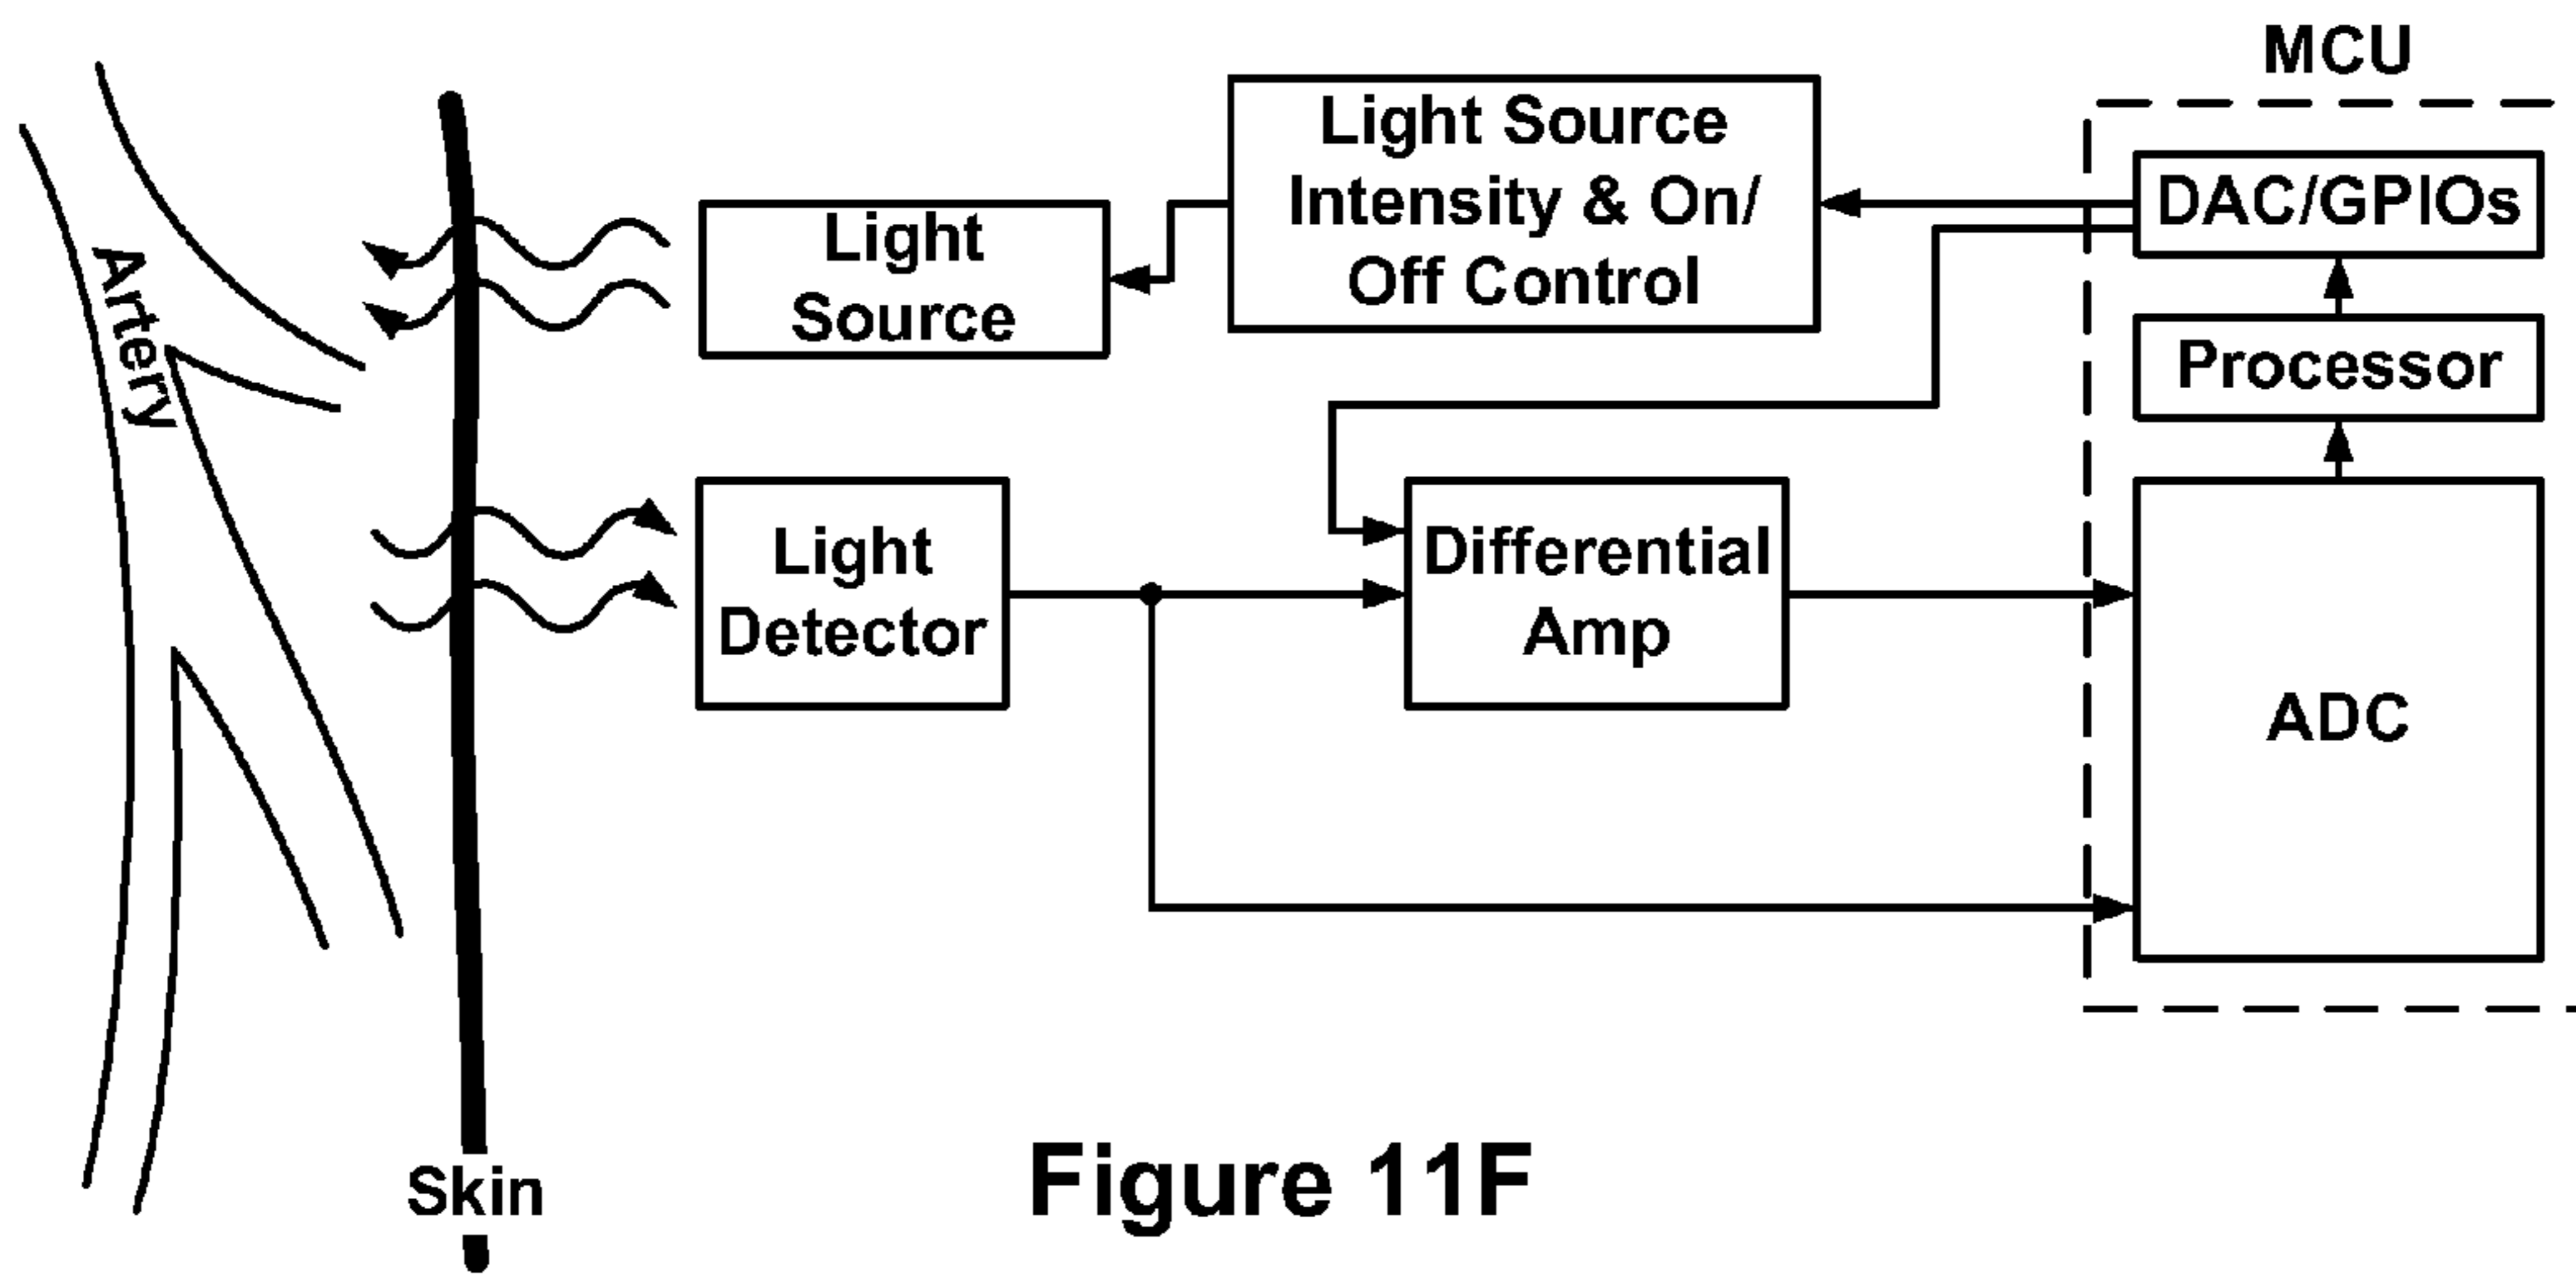 MCU
Light Source
Intensity & On/
Off Control
DAC/GPIOs
Light
Source
Artery
Processor
Light
Detector
Differential
Amp
ADC
Skin
Figure 11F